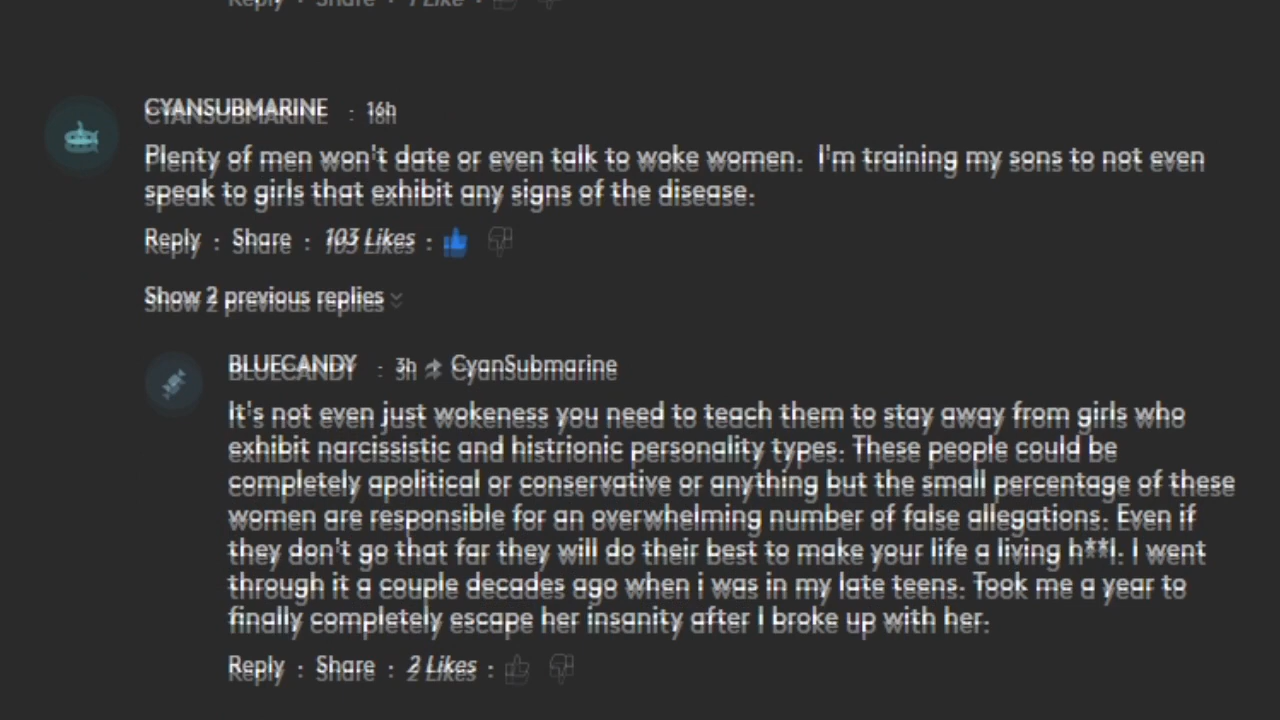 Reply : Share : 1 Like :
CYANSUBMARINE : 16h
Plenty of men won't date or even talk to woke women. I'm training my sons to not even
speak to girls that exhibit any signs of the disease.
Reply : Share : 103 Likes :
Show 2 previous replies
BLUECANDY : 3h CyanSubmarine
It's not even just wokeness you need to teach them to stay away from girls who
exhibit narcissistic and histrionic personality types. These people could be
completely apolitical or conservative or anything but the small percentage of these
women are responsible for an overwhelming number of false allegations. Even if
they don't go that far they will do their best to make your life a living h**l. I went
through it a couple decades ago when i was in my late teens. Took me a year to
finally completely escape her insanity after I broke up with her.
Reply : Share : 2 Likes :